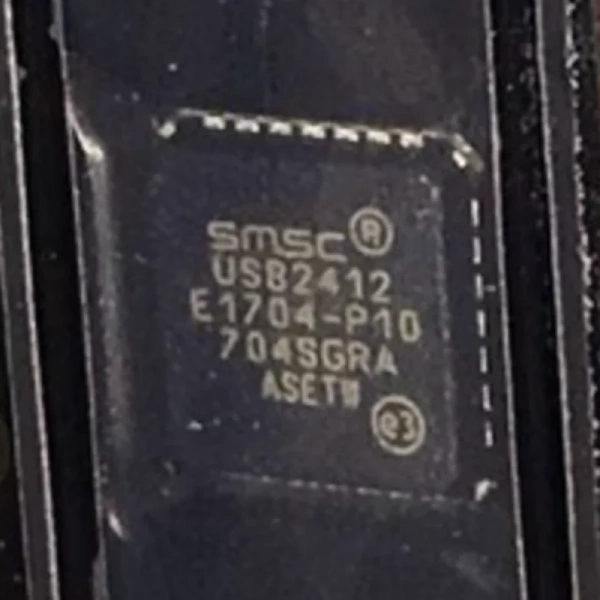 SMSC®
USB2412
E1704-P10
704SGRA
ASETW
e3